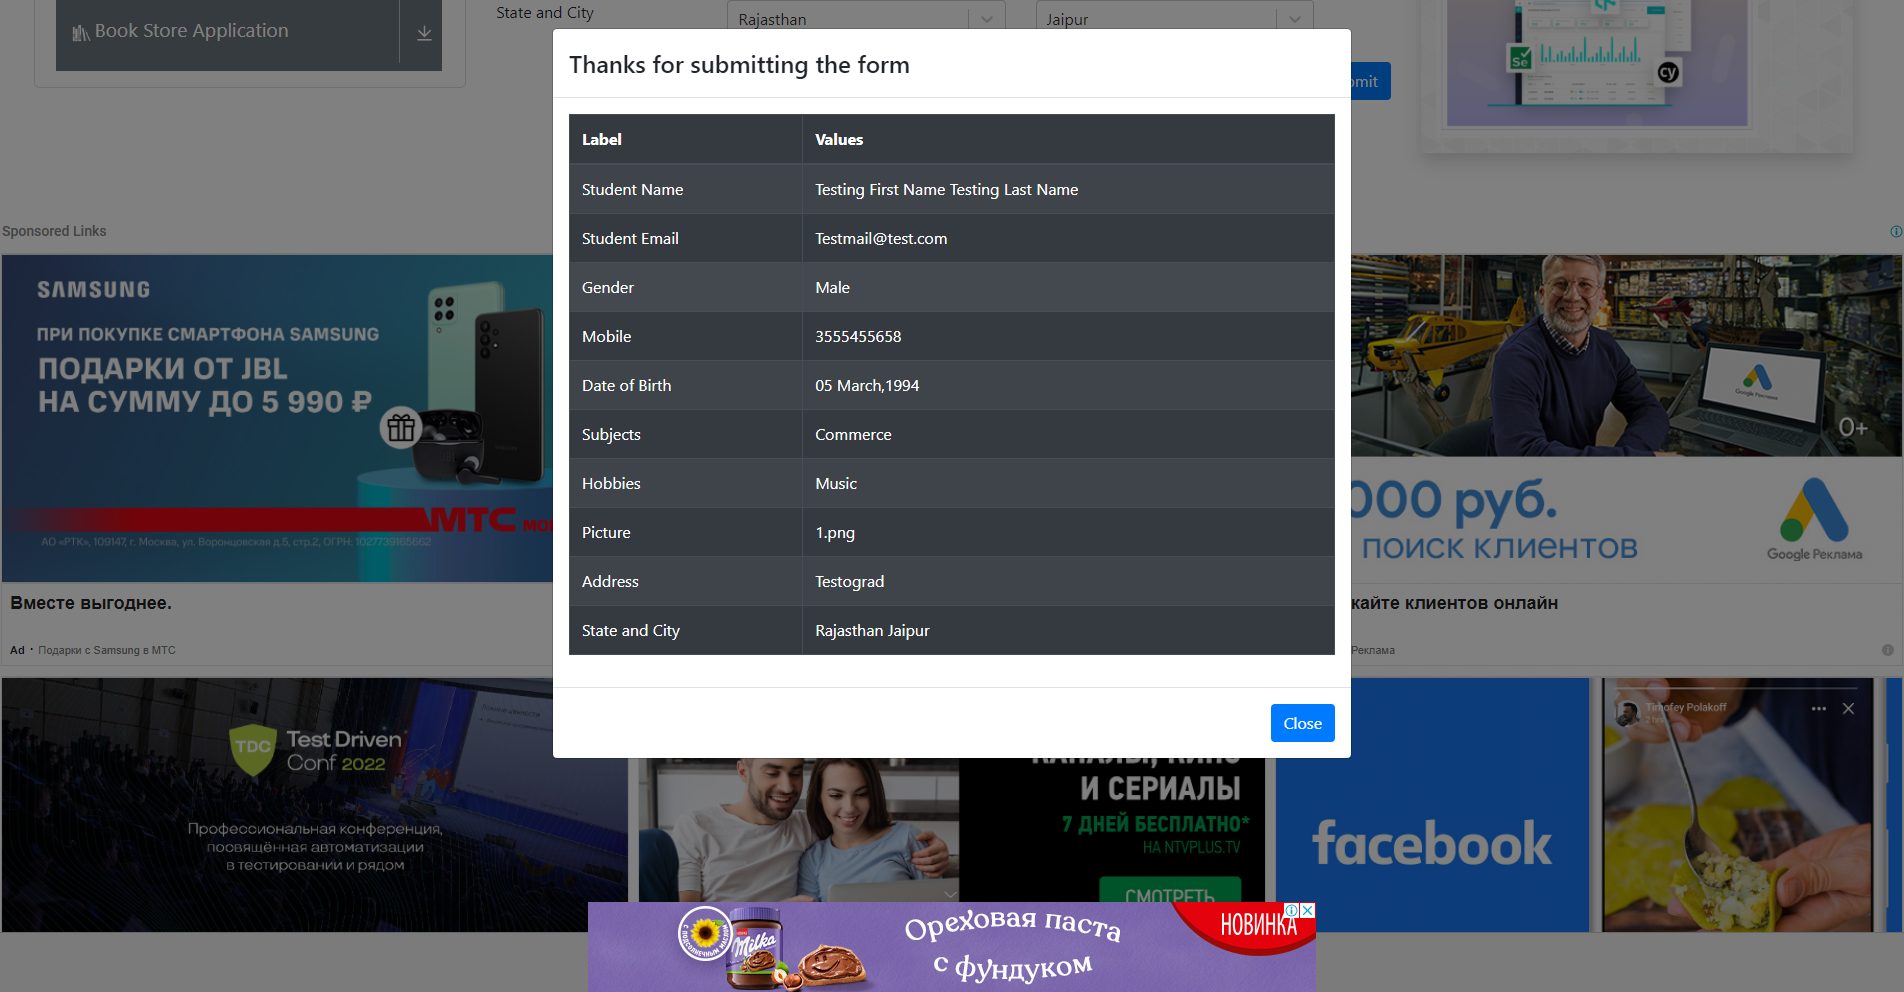 Book Store Application
State and City
Rajasthan
Jaipur
Se
cy
Thanks for submitting the form
Label Values
Student Name Testing First Name Testing Last Name
Student Email Testmail@test.com
Gender Male
Mobile 3555455658
Date of Birth 05 March,1994
Subjects Commerce
Hobbies Music
Picture 1.png
Address Testograd
State and City Rajasthan Jaipur
Close
Sponsored Links
SAMSUNG
ПРИ ПОКУПКЕ СМАРТФОНА SAMSUNG
ПОДАРКИ ОТ JBL
НА СУММУ ДО 5 990 ₽
МТС
АО «РТК», 109147, г. Москва, ул. Воронцовская д.5, стр.2, ОГРН: 1027739165662
Вместе выгоднее.
Ad · Подарки с Samsung в МТС
Google Реклама
0+
000 руб.
ПОИСК КЛИЕНТОВ
Google Реклама
кайте клиентов онлайн
Реклама
TDC TestDriven
Conf 2022
Профессиональная конференция,
посвящённая автоматизации
в тестировании и рядом
И СЕРИАЛЫ
7 ДНЕЙ БЕСПЛАТНО*
НА NTVPLUS.TV
СМОТРЕТЬ
facebook
Timofey Polakoff
Milka
Ореховая паста
с фундуком
НОВИНКА